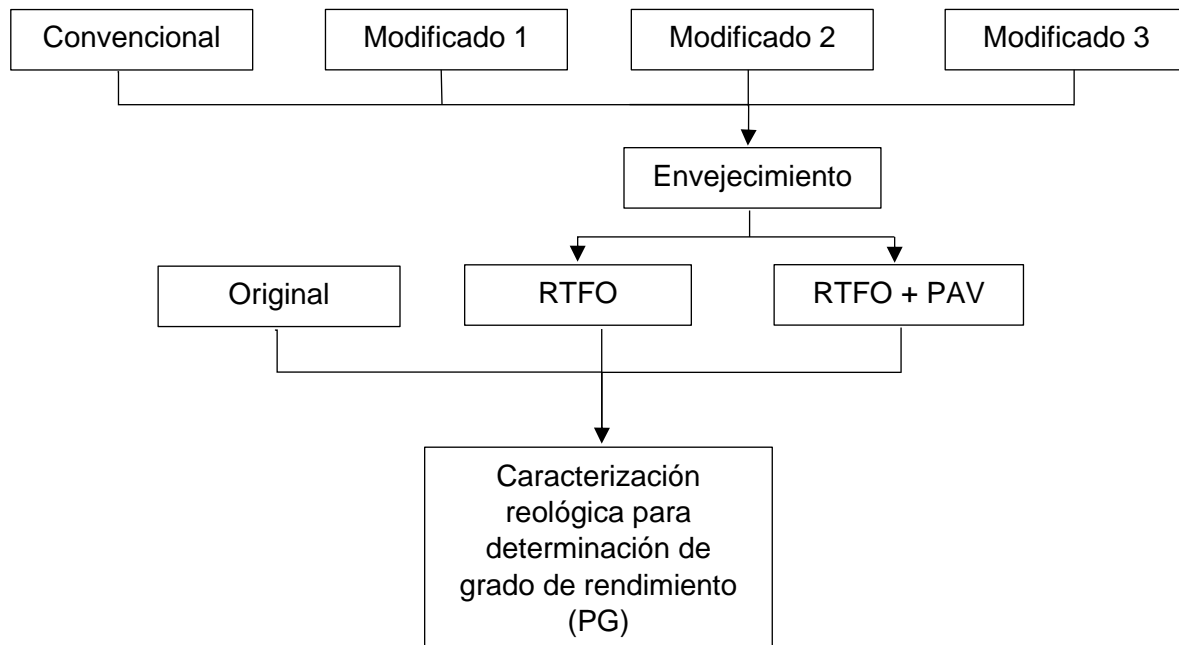 Convencional
Modificado 1
Modificado 2
Modificado 3
Envejecimiento
Original
RTFO
RTFO + PAV
Caracterización
reológica para
determinación de
grado de rendimiento
(PG)